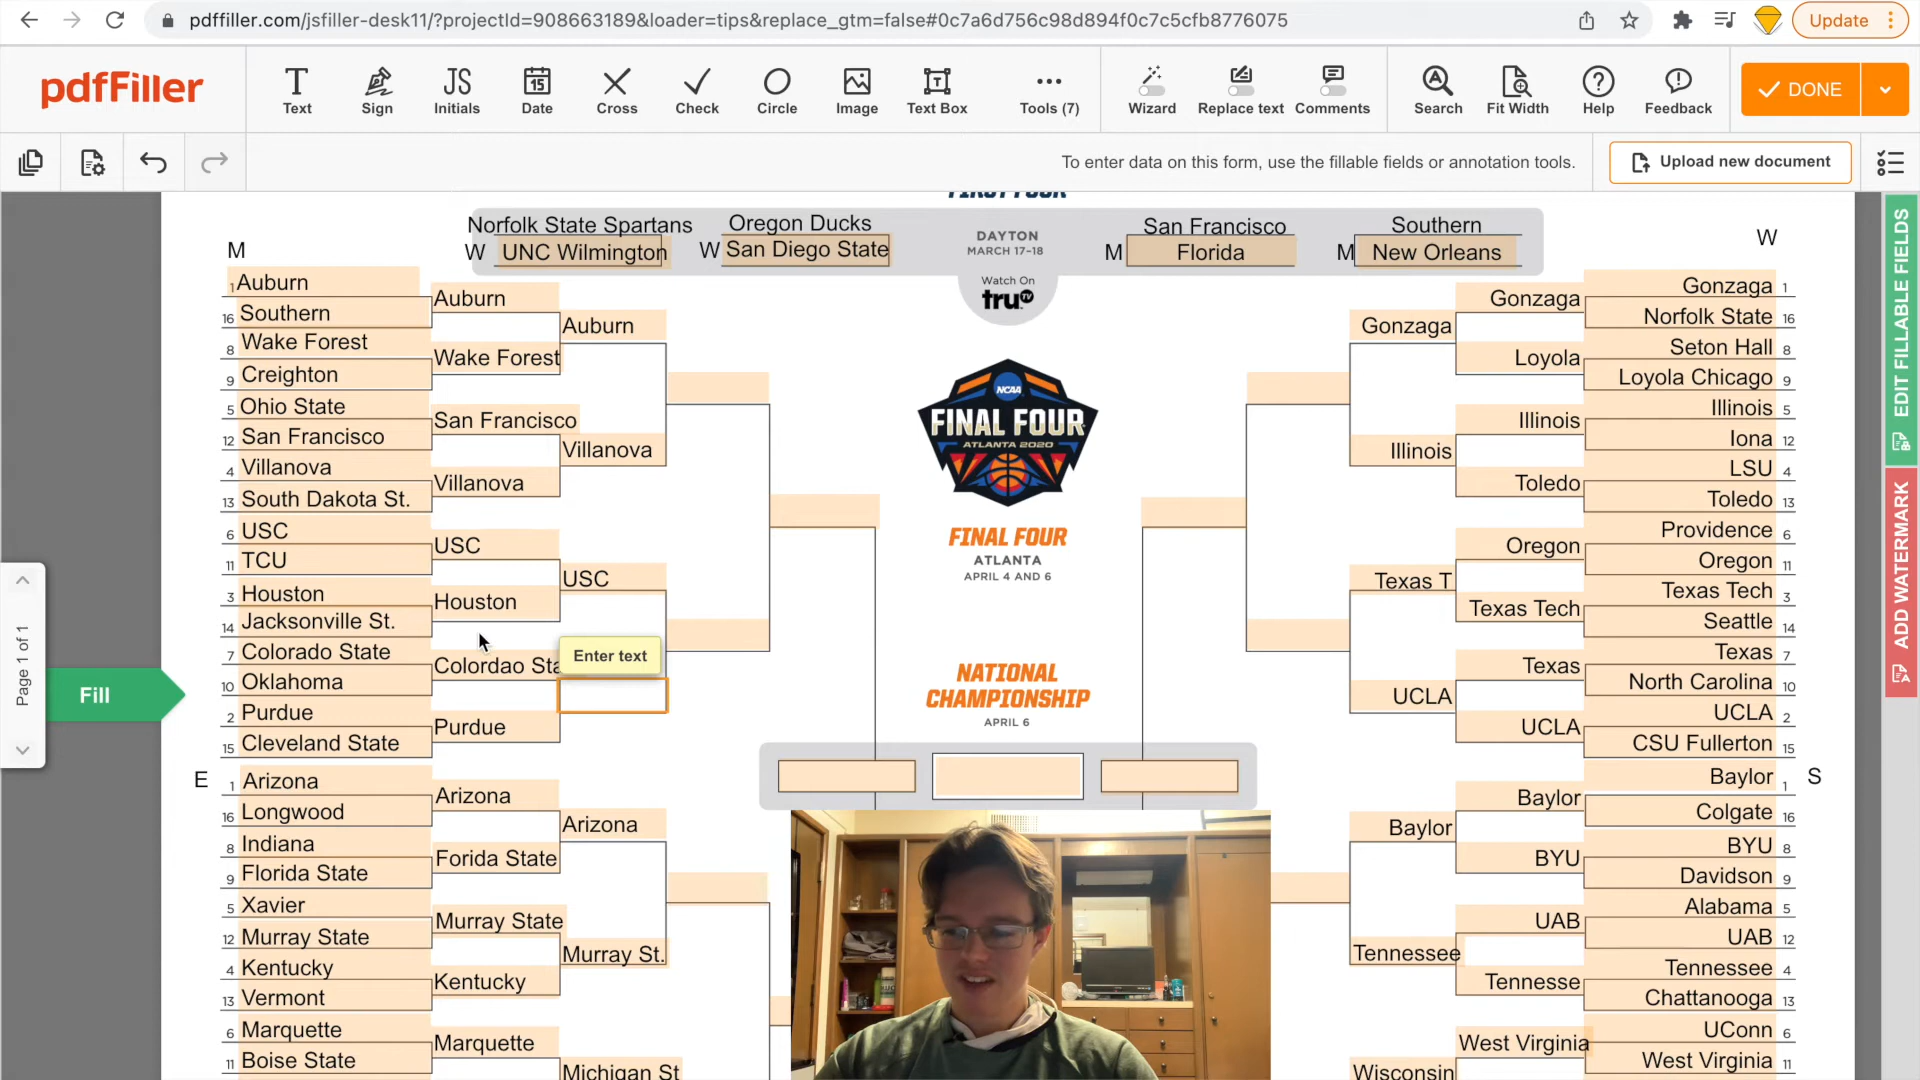 pdffiller.com/jsfiller-desk11/?projectId=908663189&loader=tips&replace_gtm=false#0c7a6d756c98d894f0c7c5cfb8776075
Update
pdfFiller
Text
Sign
Initials
Date
Cross
Check
Circle
Image
Text Box
Tools (7)
Wizard
Replace text
Comments
Search
Fit Width
Help
Feedback
DONE
To enter data on this form, use the fillable fields or annotation tools.
Upload new document
FIRST FOUR
Norfolk State Spartans
W UNC Wilmington
Oregon Ducks
W San Diego State
DAYTON
MARCH 17-18
Watch On
truTV
San Francisco
M Florida
Southern
M New Orleans
M
1 Auburn
16 Southern
8 Wake Forest
9 Creighton
5 Ohio State
12 San Francisco
4 Villanova
13 South Dakota St.
6 USC
11 TCU
3 Houston
14 Jacksonville St.
7 Colorado State
10 Oklahoma
2 Purdue
15 Cleveland State
Auburn
Wake Forest
San Francisco
Villanova
USC
Houston
Colordao Sta
Purdue
Auburn
Villanova
USC
Enter text
E
1 Arizona
16 Longwood
8 Indiana
9 Florida State
5 Xavier
12 Murray State
4 Kentucky
13 Vermont
6 Marquette
11 Boise State
Arizona
Forida State
Murray State
Kentucky
Marquette
Arizona
Murray St.
Michigan St
NCAA
FINAL FOUR
ATLANTA 2020
FINAL FOUR
ATLANTA
APRIL 4 AND 6
NATIONAL
CHAMPIONSHIP
APRIL 6
W
Gonzaga 1
Norfolk State 16
Seton Hall 8
Loyola Chicago 9
Illinois 5
Iona 12
LSU 4
Toledo 13
Providence 6
Oregon 11
Texas Tech 3
Seattle 14
Texas 7
North Carolina 10
UCLA 2
CSU Fullerton 15
Gonzaga
Loyola
Illinois
Toledo
Oregon
Texas Tech
Texas
UCLA
Gonzaga
Illinois
Texas T
UCLA
S
Baylor 1
Colgate 16
BYU 8
Davidson 9
Alabama 5
UAB 12
Tennessee 4
Chattanooga 13
UConn 6
West Virginia 11
Baylor
BYU
UAB
Tennesse
West Virginia
Baylor
Tennessee
Wisconsin
Page 1 of 1
Fill
EDIT FILLABLE FIELDS
ADD WATERMARK
15